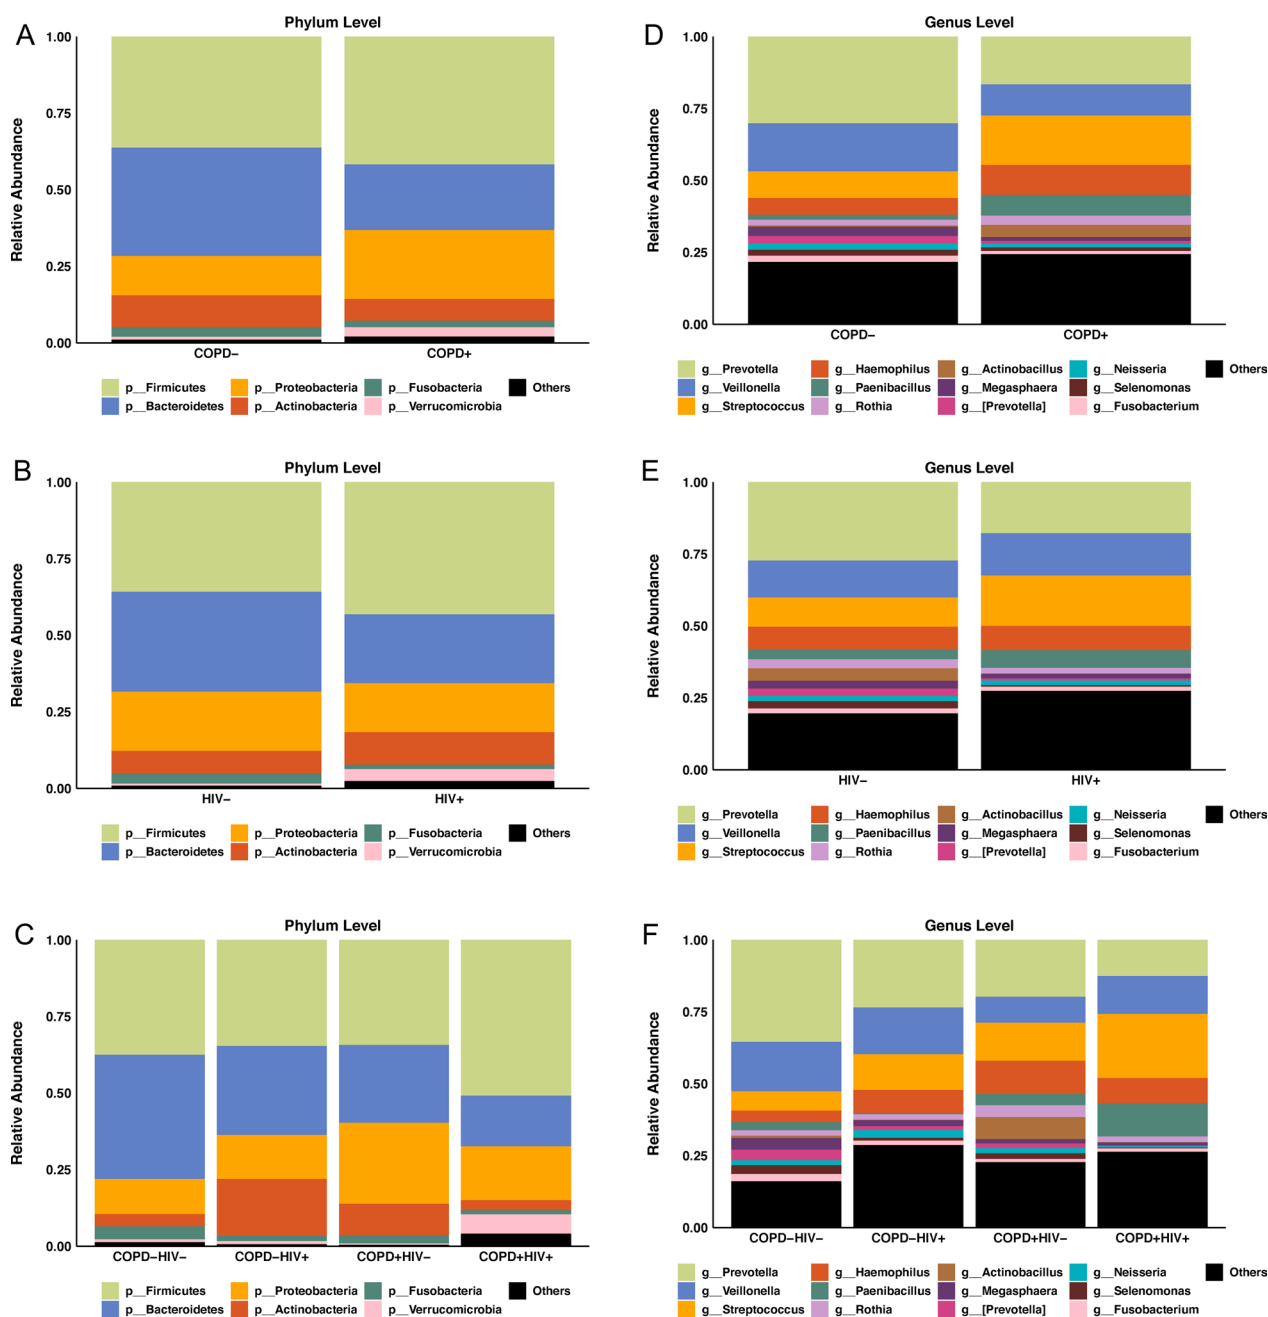 A
Phylum Level
Relative Abundance
1.00
0.75
0.50
0.25
0.00
COPD− COPD+
p__Firmicutes p__Proteobacteria p__Fusobacteria Others
p__Bacteroidetes p__Actinobacteria p__Verrucomicrobia
D
Genus Level
Relative Abundance
1.00
0.75
0.50
0.25
0.00
COPD− COPD+
g__Prevotella g__Haemophilus g__Actinobacillus g__Neisseria Others
g__Veillonella g__Paenibacillus g__Megasphaera g__Selenomonas
g__Streptococcus g__Rothia g__[Prevotella] g__Fusobacterium
B
Phylum Level
Relative Abundance
1.00
0.75
0.50
0.25
0.00
HIV− HIV+
p__Firmicutes p__Proteobacteria p__Fusobacteria Others
p__Bacteroidetes p__Actinobacteria p__Verrucomicrobia
E
Genus Level
Relative Abundance
1.00
0.75
0.50
0.25
0.00
HIV− HIV+
g__Prevotella g__Haemophilus g__Actinobacillus g__Neisseria Others
g__Veillonella g__Paenibacillus g__Megasphaera g__Selenomonas
g__Streptococcus g__Rothia g__[Prevotella] g__Fusobacterium
C
Phylum Level
Relative Abundance
1.00
0.75
0.50
0.25
0.00
COPD−HIV− COPD−HIV+ COPD+HIV− COPD+HIV+
p__Firmicutes p__Proteobacteria p__Fusobacteria Others
p__Bacteroidetes p__Actinobacteria p__Verrucomicrobia
F
Genus Level
Relative Abundance
1.00
0.75
0.50
0.25
0.00
COPD−HIV− COPD−HIV+ COPD+HIV− COPD+HIV+
g__Prevotella g__Haemophilus g__Actinobacillus g__Neisseria Others
g__Veillonella g__Paenibacillus g__Megasphaera g__Selenomonas
g__Streptococcus g__Rothia g__[Prevotella] g__Fusobacterium